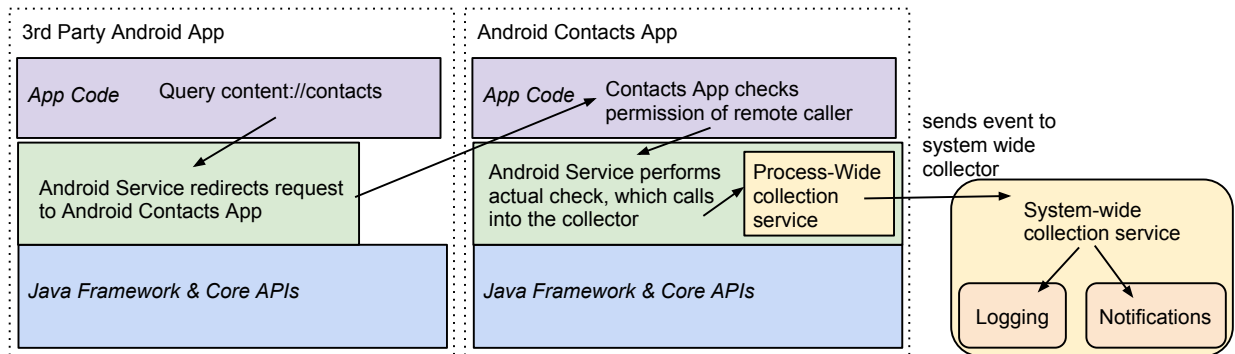 3rd Party Android App
App Code
Query content://contacts
Android Service redirects request
to Android Contacts App
Java Framework & Core APIs
Android Contacts App
App Code
Contacts App checks
permission of remote caller
Android Service performs
actual check, which calls
into the collector
Process-Wide
collection
service
Java Framework & Core APIs
sends event to
system wide
collector
System-wide
collection service
Logging
Notifications